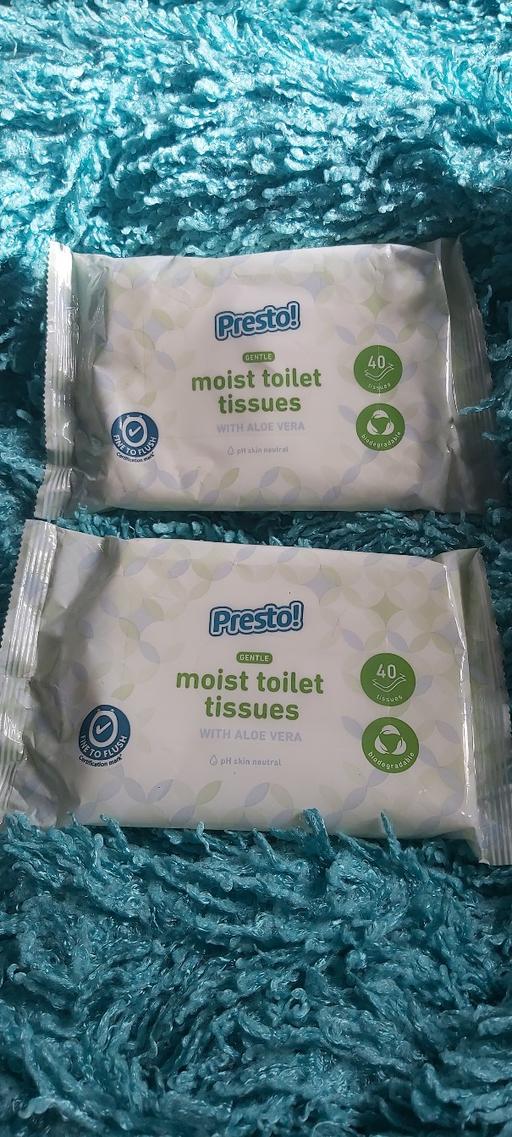 Presto!
GENTLE
moist toilet
tissues
WITH ALOE VERA
pH skin neutral
40
tissues
biodegradable
FINE TO FLUSH
Certification mark
Presto!
GENTLE
moist toilet
tissues
WITH ALOE VERA
pH skin neutral
40
tissues
biodegradable
FINE TO FLUSH
Certification mark